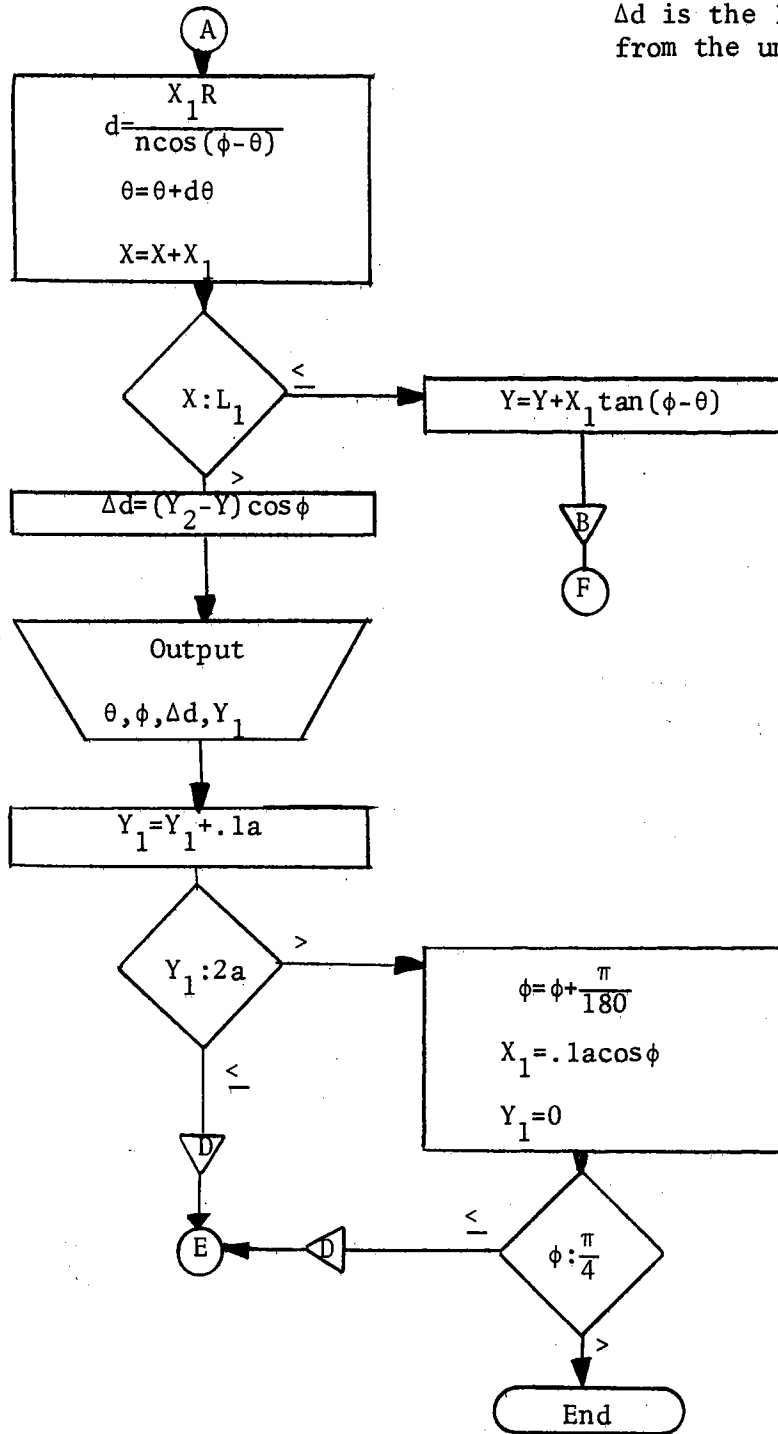 Δd is the
from the
A
d=X₁R/ncos(φ-θ)
θ=θ+dθ
X=X+X₁
X:L₁
≤
Y=Y+X₁tan(φ-θ)
>
Δd=(Y₂-Y)cosφ
B
F
Output
θ,φ,Δd,Y₁
Y₁=Y₁+.1a
Y₁:2a
>
φ=φ+π/180
X₁=.1acosφ
Y₁=0
≤
D
E
D
≤
φ:π/4
>
End